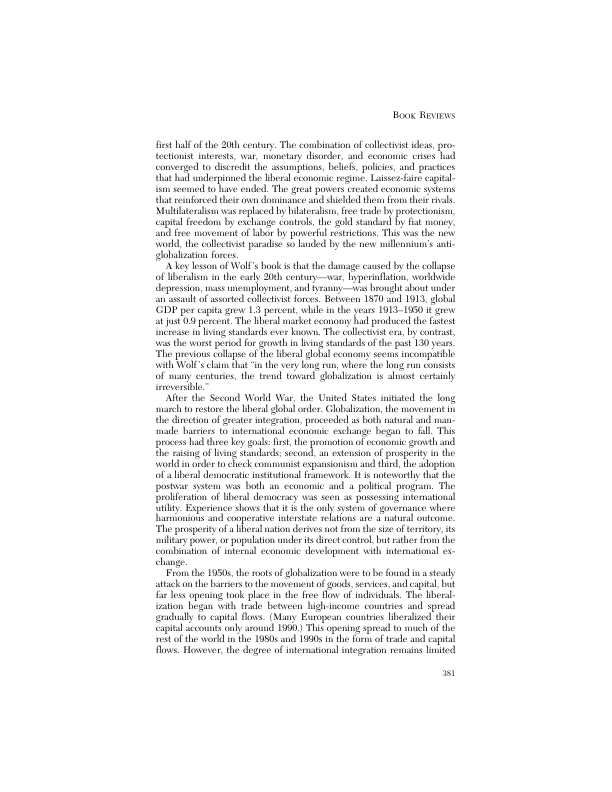 BOOK REVIEWS
first half of the 20th century. The combination of collectivist ideas, pro-
tectionist interests, war, monetary disorder, and economic crises had
converged to discredit the assumptions, beliefs, policies, and practices
that had underpinned the liberal economic regime. Laissez-faire capital-
ism seemed to have ended. The great powers created economic systems
that reinforced their own dominance and shielded them from their rivals.
Multilateralism was replaced by bilateralism, free trade by protectionism,
capital freedom by exchange controls, the gold standard by fiat money,
and free movement of labor by powerful restrictions. This was the new
world, the collectivist paradise so lauded by the new millennium's anti-
globalization forces.
A key lesson of Wolf's book is that the damage caused by the collapse
of liberalism in the early 20th century—war, hyperinflation, worldwide
depression, mass unemployment, and tyranny—was brought about under
an assault of assorted collectivist forces. Between 1870 and 1913, global
GDP per capita grew 1.3 percent, while in the years 1913–1950 it grew
at just 0.9 percent. The liberal market economy had produced the fastest
increase in living standards ever known. The collectivist era, by contrast,
was the worst period for growth in living standards of the past 130 years.
The previous collapse of the liberal global economy seems incompatible
with Wolf's claim that "in the very long run, where the long run consists
of many centuries, the trend toward globalization is almost certainly
irreversible."
After the Second World War, the United States initiated the long
march to restore the liberal global order. Globalization, the movement in
the direction of greater integration, proceeded as both natural and man-
made barriers to international economic exchange began to fall. This
process had three key goals: first, the promotion of economic growth and
the raising of living standards; second, an extension of prosperity in the
world in order to check communist expansionism and third, the adoption
of a liberal democratic institutional framework. It is noteworthy that the
postwar system was both an economic and a political program. The
proliferation of liberal democracy was seen as possessing international
utility. Experience shows that it is the only system of governance where
harmonious and cooperative interstate relations are a natural outcome.
The prosperity of a liberal nation derives not from the size of territory, its
military power, or population under its direct control, but rather from the
combination of internal economic development with international ex-
change.
From the 1950s, the roots of globalization were to be found in a steady
attack on the barriers to the movement of goods, services, and capital, but
far less opening took place in the free flow of individuals. The liberal-
ization began with trade between high-income countries and spread
gradually to capital flows. (Many European countries liberalized their
capital accounts only around 1990.) This opening spread to much of the
rest of the world in the 1980s and 1990s in the form of trade and capital
flows. However, the degree of international integration remains limited
381